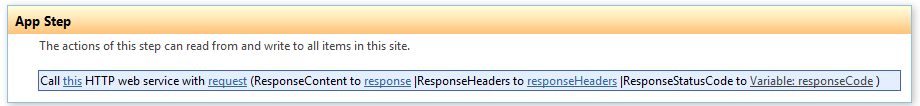 App Step
The actions of this step can read from and write to all items in this site.
Call this HTTP web service with request (ResponseContent to response |ResponseHeaders to responseHeaders |ResponseStatusCode to Variable: responseCode )